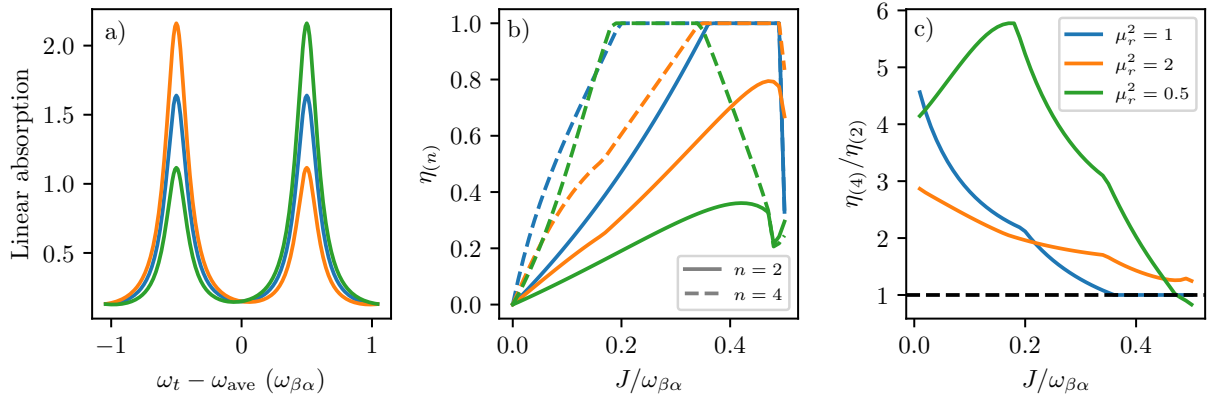 a)
Linear absorption
2.0
1.5
1.0
0.5
−1
0
1
ω_t − ω_ave (ω_βα)
b)
η_(n)
1.0
0.8
0.6
0.4
0.2
0.0
n = 2
n = 4
0.0
0.2
0.4
J/ω_βα
c)
η_(4)/η_(2)
6
5
4
3
2
1
μ_r^2 = 1
μ_r^2 = 2
μ_r^2 = 0.5
0.0
0.2
0.4
J/ω_βα